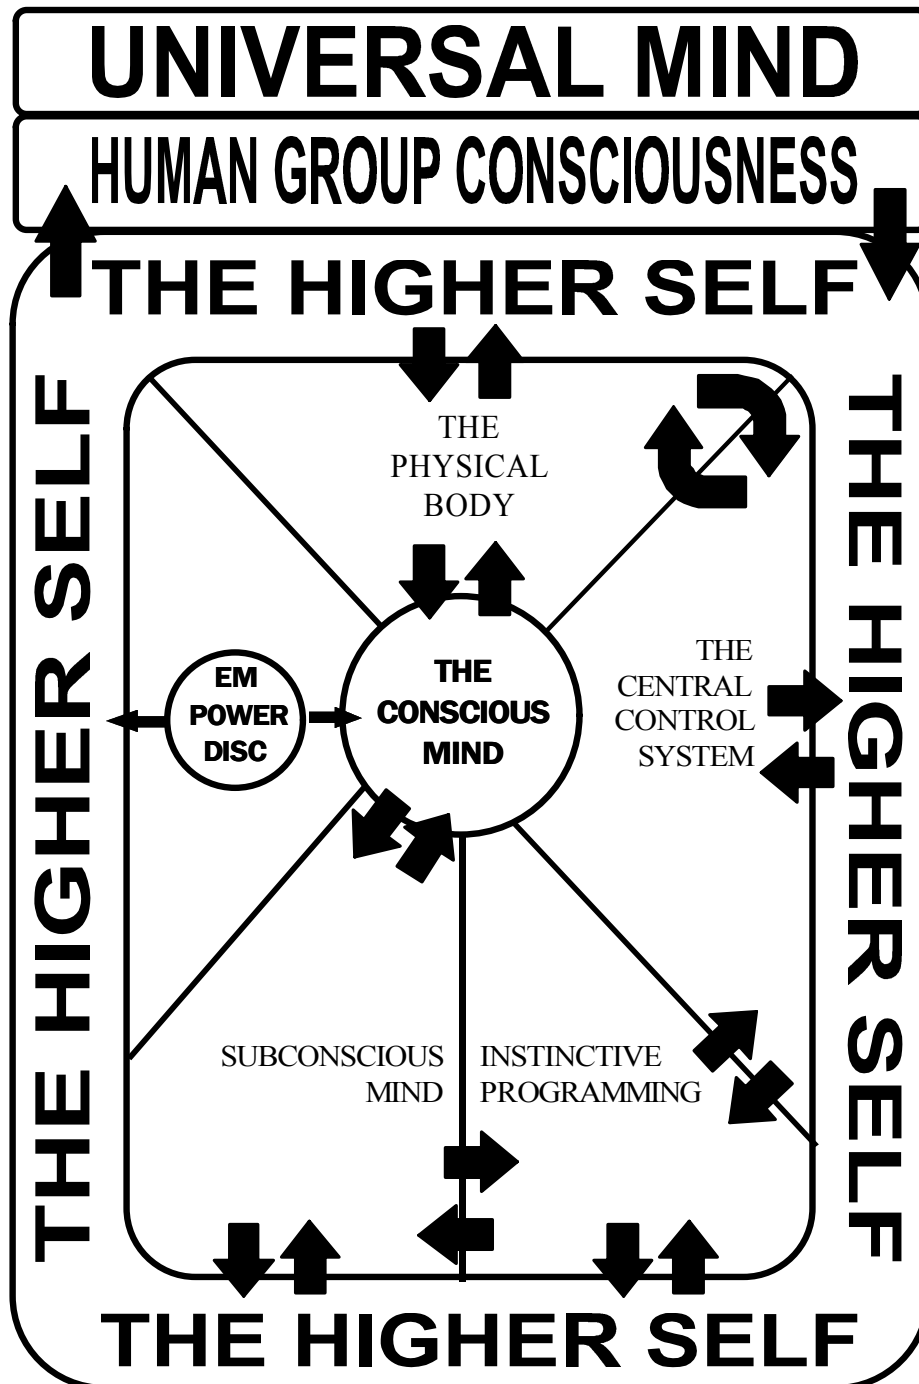 UNIVERSAL MIND
HUMAN GROUP CONSCIOUSNESS
THE HIGHER SELF
THE HIGHER SELF
THE HIGHER SELF
THE
PHYSICAL
BODY
EM
POWER
DISC
THE
CONSCIOUS
MIND
THE
CENTRAL
CONTROL
SYSTEM
SUBCONSCIOUS
MIND
INSTINCTIVE
PROGRAMMING
THE HIGHER SELF